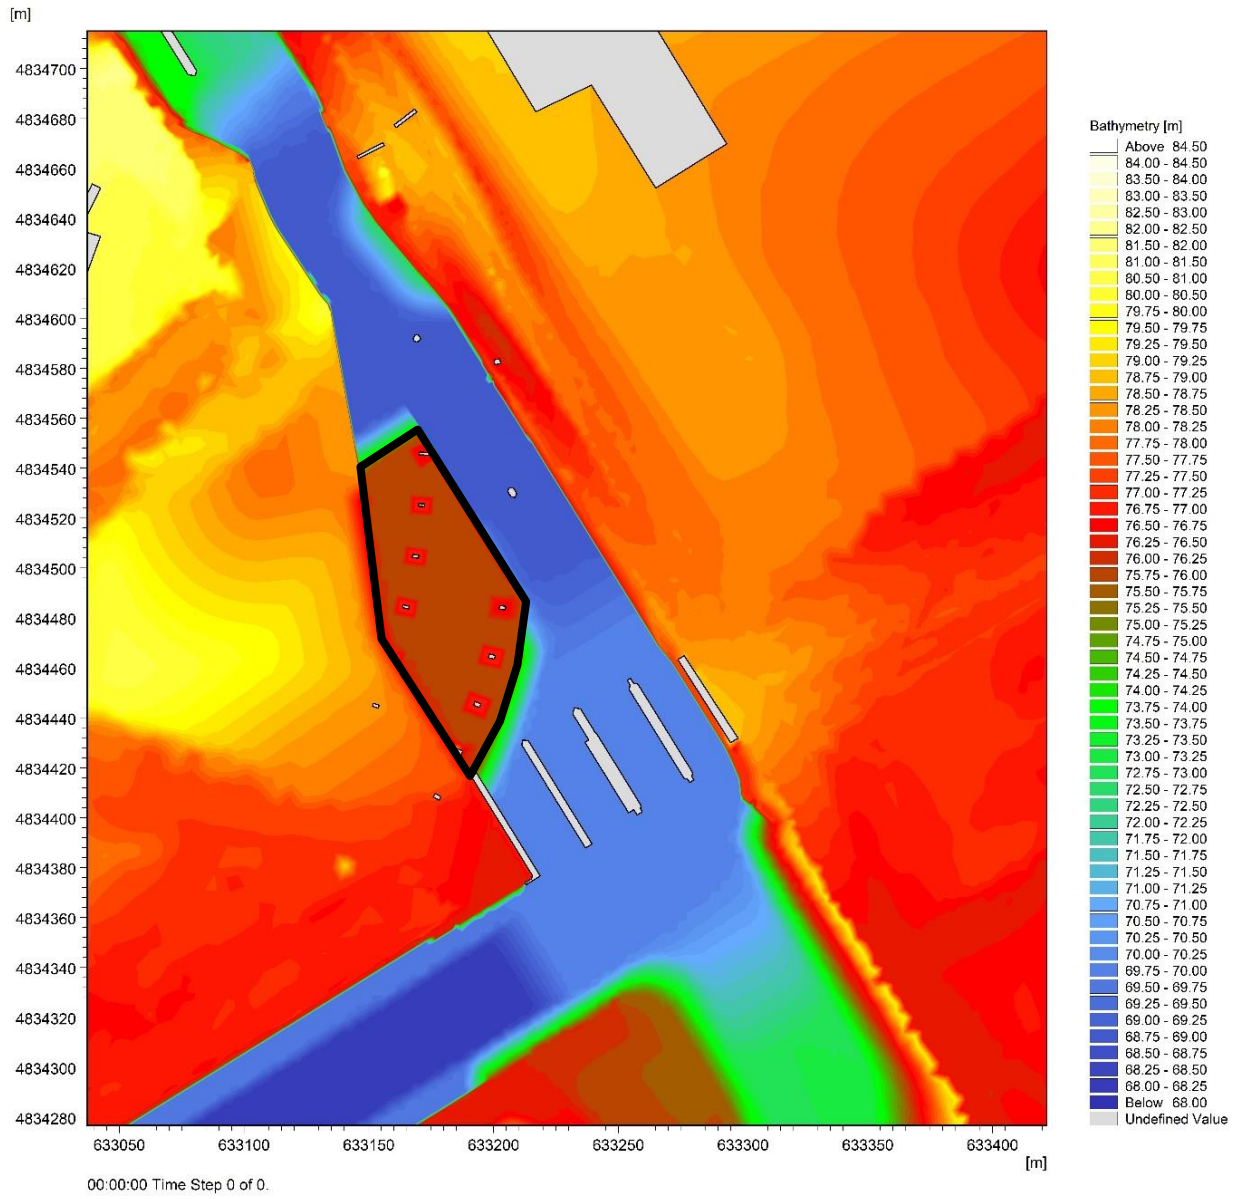 [m]
4834700
4834680
4834660
4834640
4834620
4834600
4834580
4834560
4834540
4834520
4834500
4834480
4834460
4834440
4834420
4834400
4834380
4834360
4834340
4834320
4834300
4834280
633050
633100
633150
633200
633250
633300
633350
633400
[m]
00:00:00 Time Step 0 of 0.
Bathymetry [m]
Above 84.50
84.00 - 84.50
83.50 - 84.00
83.00 - 83.50
82.50 - 83.00
82.00 - 82.50
81.50 - 82.00
81.00 - 81.50
80.50 - 81.00
80.00 - 80.50
79.75 - 80.00
79.50 - 79.75
79.25 - 79.50
79.00 - 79.25
78.75 - 79.00
78.50 - 78.75
78.25 - 78.50
78.00 - 78.25
77.75 - 78.00
77.50 - 77.75
77.25 - 77.50
77.00 - 77.25
76.75 - 77.00
76.50 - 76.75
76.25 - 76.50
76.00 - 76.25
75.75 - 76.00
75.50 - 75.75
75.25 - 75.50
75.00 - 75.25
74.75 - 75.00
74.50 - 74.75
74.25 - 74.50
74.00 - 74.25
73.75 - 74.00
73.50 - 73.75
73.25 - 73.50
73.00 - 73.25
72.75 - 73.00
72.50 - 72.75
72.25 - 72.50
72.00 - 72.25
71.75 - 72.00
71.50 - 71.75
71.25 - 71.50
71.00 - 71.25
70.75 - 71.00
70.50 - 70.75
70.25 - 70.50
70.00 - 70.25
69.75 - 70.00
69.50 - 69.75
69.25 - 69.50
69.00 - 69.25
68.75 - 69.00
68.50 - 68.75
68.25 - 68.50
68.00 - 68.25
Below 68.00
Undefined Value